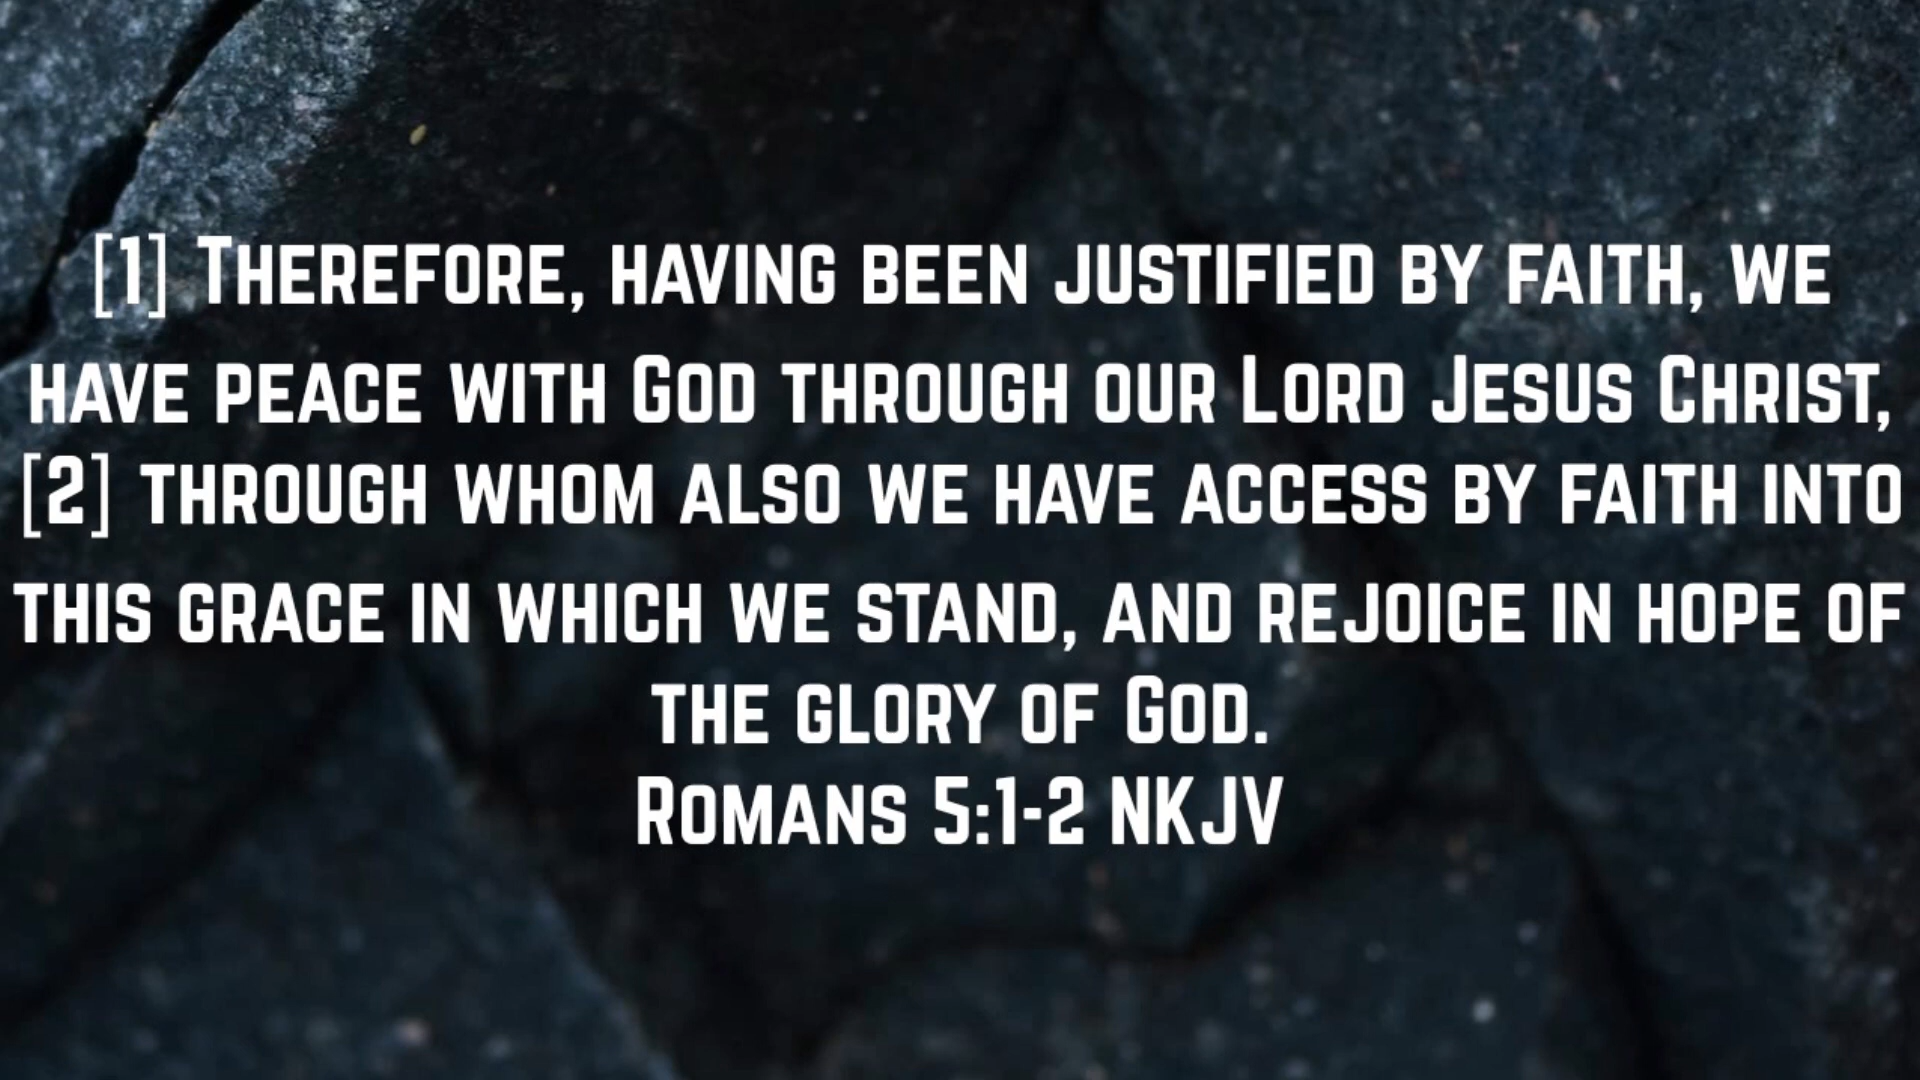 [1] Therefore, having been justified by faith, we
have peace with God through our Lord Jesus Christ,
[2] through whom also we have access by faith into
this grace in which we stand, and rejoice in hope of
the glory of God.
Romans 5:1-2 NKJV